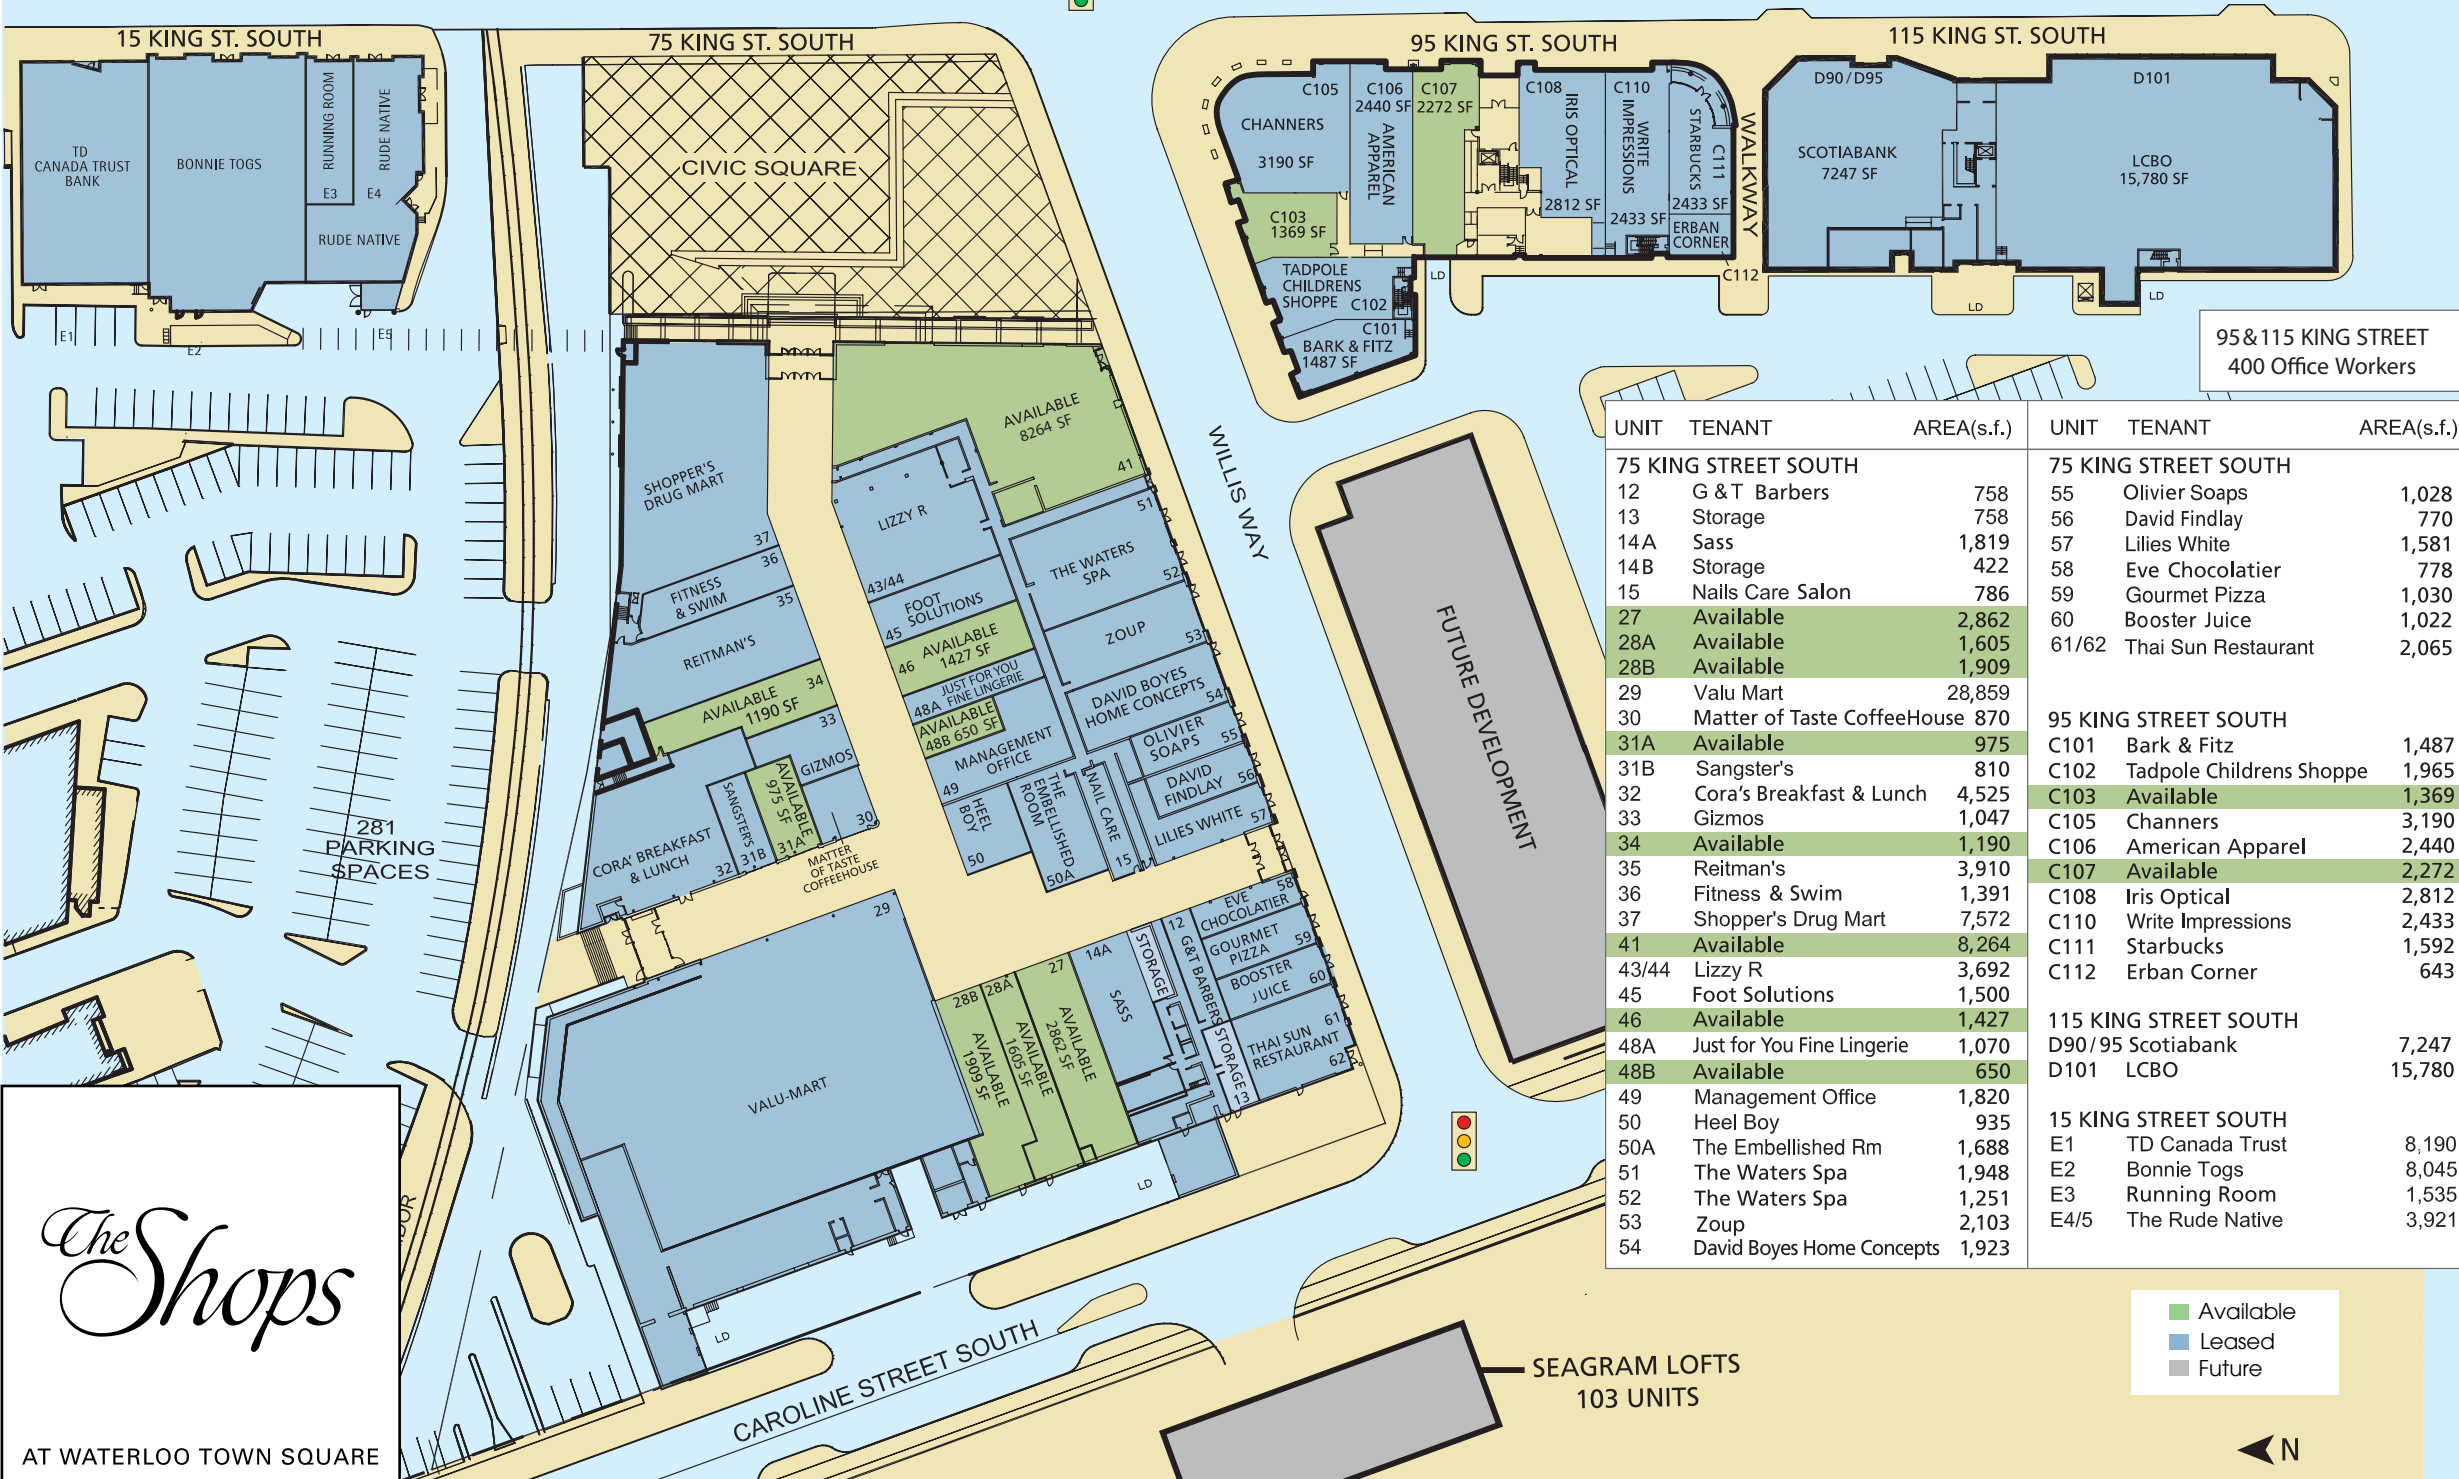 15 KING ST. SOUTH
75 KING ST. SOUTH
95 KING ST. SOUTH
115 KING ST. SOUTH
TD
CANADA TRUST
BANK
BONNIE TOGS
RUNNING ROOM
E3
RUDE NATIVE
E4
RUDE NATIVE
E1
E2
E5
CIVIC SQUARE
C105
CHANNERS
3190 SF
C106
2440 SF
AMERICAN
APPAREL
C107
2272 SF
C108
IRIS OPTICAL
2812 SF
C110
WRITE
IMPRESSIONS
2433 SF
STARBUCKS
C111
2433 SF
ERBAN
CORNER
C112
C103
1369 SF
TADPOLE
CHILDRENS
SHOPPE
C102
C101
BARK & FITZ
1487 SF
LD
WALKWAY
D90/D95
SCOTIABANK
7247 SF
D101
LCBO
15,780 SF
LD
LD
95&115 KING STREET
400 Office Workers
SHOPPER'S
DRUG MART
37
FITNESS
& SWIM
36
REITMAN'S
35
AVAILABLE
1190 SF
34
33
GIZMOS
AVAILABLE
975 SF
31A
SANGSTER'S
31B
CORA' BREAKFAST
& LUNCH
32
30
MATTER
OF TASTE
COFFEEHOUSE
AVAILABLE
8264 SF
41
LIZZY R
43/44
FOOT
SOLUTIONS
45
46
AVAILABLE
1427 SF
JUST FOR YOU
48A FINE LINGERIE
AVAILABLE
48B 650 SF
MANAGEMENT
OFFICE
49
HEEL
BOY
50
THE
EMBELLISHED
ROOM
50A
NAIL CARE
15
51
THE WATERS
SPA
52
ZOUP
53
DAVID BOYES
HOME CONCEPTS
54
OLIVIER
SOAPS
55
DAVID
FINDLAY
56
LILIES WHITE
57
58
EVE
CHOCOLATIER
GOURMET
PIZZA
59
BOOSTER
JUICE
60
61
THAI SUN
RESTAURANT
62
12
G&T BARBERS
STORAGE
STORAGE
13
14A
SASS
27
AVAILABLE
2862 SF
28A
AVAILABLE
1605 SF
28B
AVAILABLE
1909 SF
29
VALU-MART
LD
LD
WILLIS WAY
FUTURE DEVELOPMENT
281
PARKING
SPACES
CAROLINE STREET SOUTH
SEAGRAM LOFTS
103 UNITS
The Shops
AT WATERLOO TOWN SQUARE
UNIT TENANT AREA(s.f.)
75 KING STREET SOUTH
12 G & T Barbers 758
13 Storage 758
14A Sass 1,819
14B Storage 422
15 Nails Care Salon 786
27 Available 2,862
28A Available 1,605
28B Available 1,909
29 Valu Mart 28,859
30 Matter of Taste CoffeeHouse 870
31A Available 975
31B Sangster's 810
32 Cora's Breakfast & Lunch 4,525
33 Gizmos 1,047
34 Available 1,190
35 Reitman's 3,910
36 Fitness & Swim 1,391
37 Shopper's Drug Mart 7,572
41 Available 8,264
43/44 Lizzy R 3,692
45 Foot Solutions 1,500
46 Available 1,427
48A Just for You Fine Lingerie 1,070
48B Available 650
49 Management Office 1,820
50 Heel Boy 935
50A The Embellished Rm 1,688
51 The Waters Spa 1,948
52 The Waters Spa 1,251
53 Zoup 2,103
54 David Boyes Home Concepts 1,923
UNIT TENANT AREA(s.f.)
75 KING STREET SOUTH
55 Olivier Soaps 1,028
56 David Findlay 770
57 Lilies White 1,581
58 Eve Chocolatier 778
59 Gourmet Pizza 1,030
60 Booster Juice 1,022
61/62 Thai Sun Restaurant 2,065
95 KING STREET SOUTH
C101 Bark & Fitz 1,487
C102 Tadpole Childrens Shoppe 1,965
C103 Available 1,369
C105 Channers 3,190
C106 American Apparel 2,440
C107 Available 2,272
C108 Iris Optical 2,812
C110 Write Impressions 2,433
C111 Starbucks 1,592
C112 Erban Corner 643
115 KING STREET SOUTH
D90/95 Scotiabank 7,247
D101 LCBO 15,780
15 KING STREET SOUTH
E1 TD Canada Trust 8,190
E2 Bonnie Togs 8,045
E3 Running Room 1,535
E4/5 The Rude Native 3,921
Available
Leased
Future
N